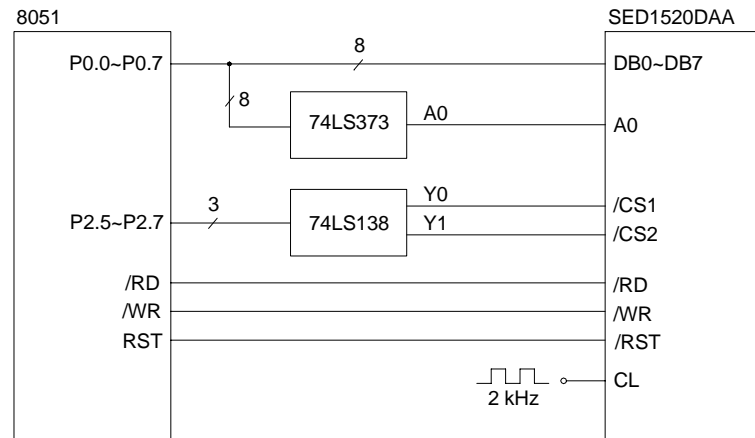 8051
SED1520DAA
P0.0~P0.7
8
DB0~DB7
8
74LS373
A0
A0
P2.5~P2.7
3
74LS138
Y0
Y1
/CS1
/CS2
/RD
/RD
/WR
/WR
RST
/RST
2 kHz
CL